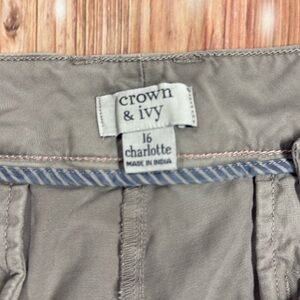 crown
& ivy
16
charlotte
MADE IN INDIA